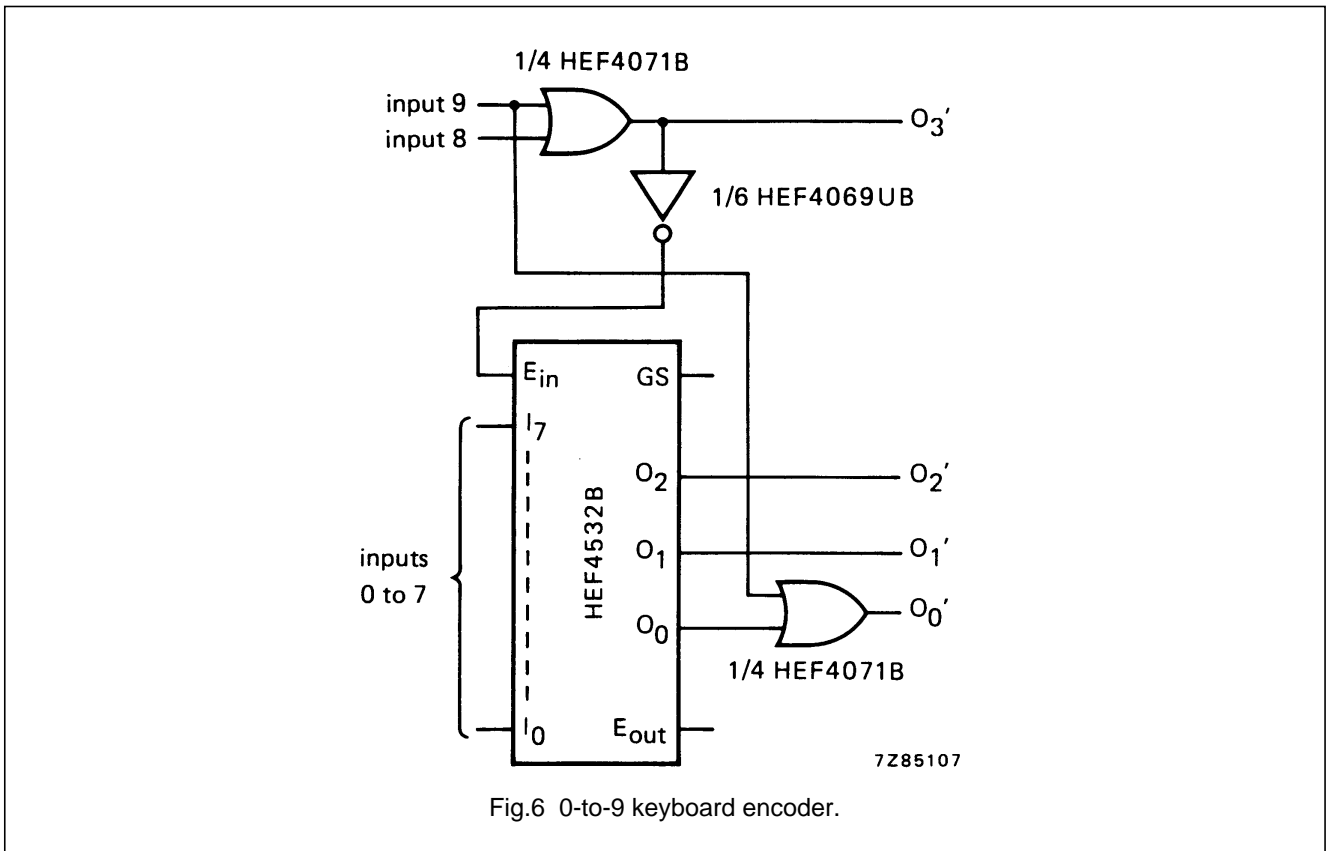 1/4 HEF4071B
input 9
input 8
O3'
1/6 HEF4069UB
Ein
GS
I7
O2
O2'
HEF4532B
inputs
0 to 7
O1
O1'
O0
O0'
1/4 HEF4071B
I0
Eout
7Z85107
Fig.6 0-to-9 keyboard encoder.